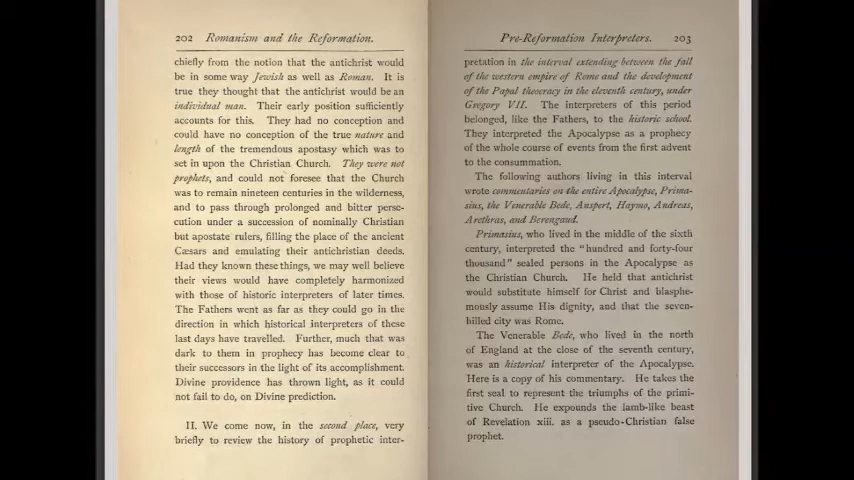 202 Romanism and the Reformation.
chiefly from the notion that the antichrist would
be in some way Jewish as well as Roman. It is
true they thought that the antichrist would be an
individual man. Their early position sufficiently
accounts for this. They had no conception and
could have no conception of the true nature and
length of the tremendous apostasy which was to
set in upon the Christian Church. They were not
prophets, and could not foresee that the Church
was to remain nineteen centuries in the wilderness,
and to pass through prolonged and bitter perse-
cution under a succession of nominally Christian
but apostate rulers, filling the place of the ancient
Cæsars and emulating their antichristian deeds.
Had they known these things, we may well believe
their views would have completely harmonized
with those of historic interpreters of later times.
The Fathers went as far as they could go in the
direction in which historical interpreters of these
last days have travelled. Further, much that was
dark to them in prophecy has become clear to
their successors in the light of its accomplishment.
Divine providence has thrown light, as it could
not fail to do, on Divine prediction.
II. We come now, in the second place, very
briefly to review the history of prophetic inter-
Pre-Reformation Interpreters. 203
pretation in the interval extending between the fall
of the western empire of Rome and the development
of the Papal theocracy in the eleventh century, under
Gregory VII. The interpreters of this period
belonged, like the Fathers, to the historic school.
They interpreted the Apocalypse as a prophecy
of the whole course of events from the first advent
to the consummation.
The following authors living in this interval
wrote commentaries on the entire Apocalypse, Prima-
sius, the Venerable Bede, Anspert, Haymo, Andreas,
Arethras, and Berengaud.
Primasius, who lived in the middle of the sixth
century, interpreted the "hundred and forty-four
thousand" sealed persons in the Apocalypse as
the Christian Church. He held that antichrist
would substitute himself for Christ and blasphe-
mously assume His dignity, and that the seven-
hilled city was Rome.
The Venerable Bede, who lived in the north
of England at the close of the seventh century,
was an historical interpreter of the Apocalypse.
Here is a copy of his commentary. He takes the
first seal to represent the triumphs of the primi-
tive Church. He expounds the lamb-like beast
of Revelation xiii. as a pseudo-Christian false
prophet.